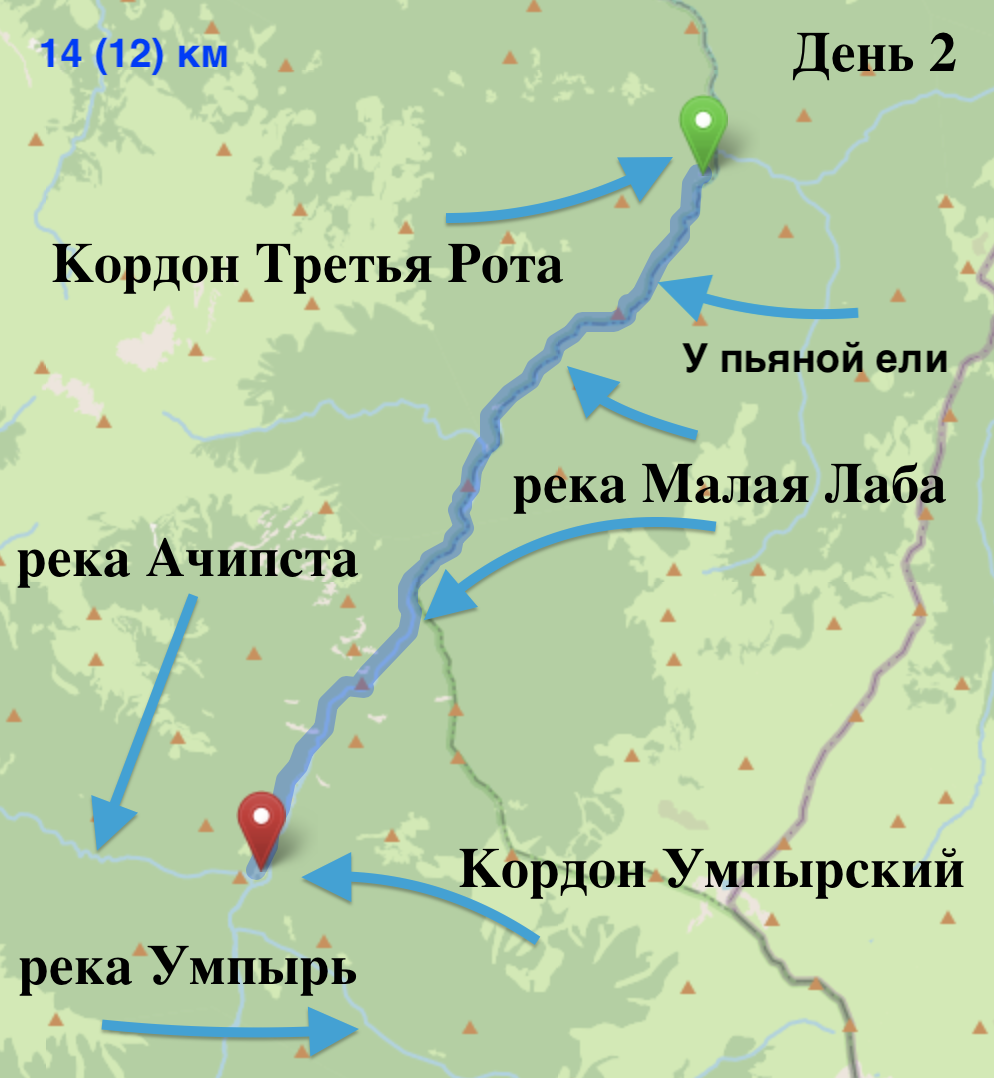 14 (12) км
День 2
Кордон Третья Рота
У пьяной ели
река Малая Лаба
река Ачипста
Кордон Умпырский
река Умпырь